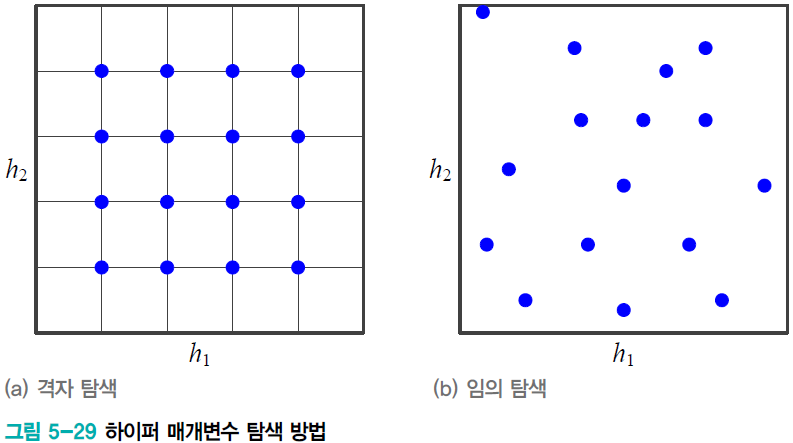 h₂
h₁
(a) 격자 탐색
h₂
h₁
(b) 임의 탐색
그림 5-29 하이퍼 매개변수 탐색 방법